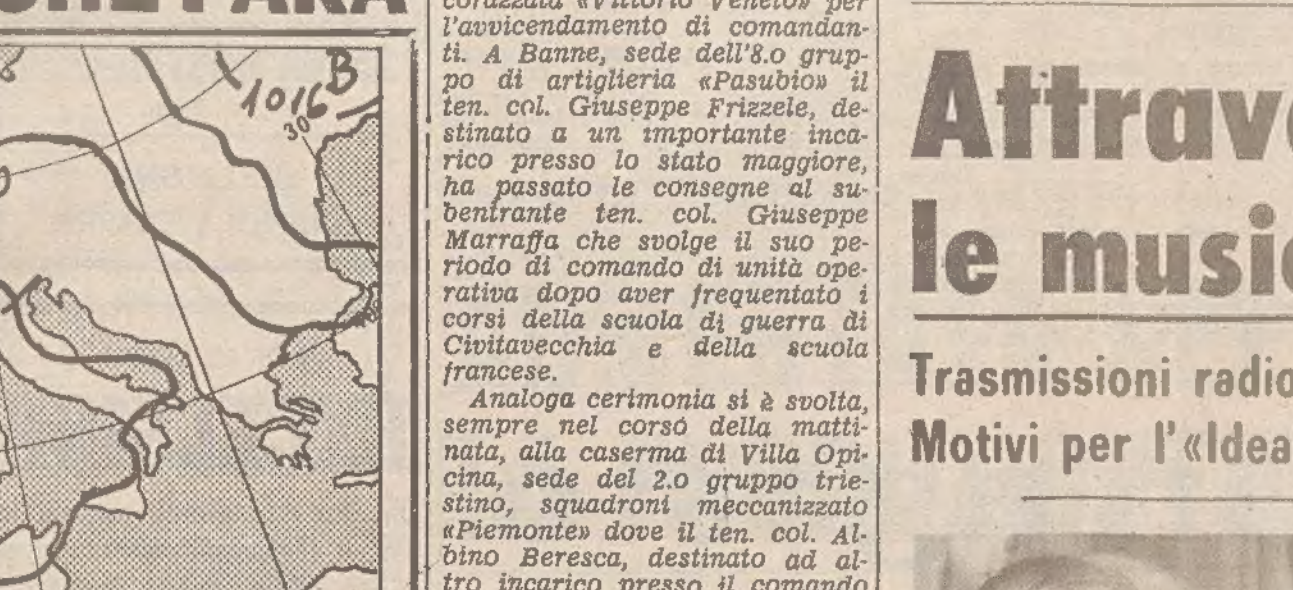 CHE FARÀ
1016
B
30
corazzata «Vittorio Veneto» per
l'avvicendamento di comandan-
ti. A Banne, sede dell'8.o grup-
po di artiglieria «Pasubio» il
ten. col. Giuseppe Frizzele, de-
stinato a un importante inca-
rico presso lo stato maggiore,
ha passato le consegne al su-
bentrante ten. col. Giuseppe
Marraffa che svolge il suo pe-
riodo di comando di unità ope-
rativa dopo aver frequentato i
corsi della scuola di guerra di
Civitavecchia e della scuola
francese.
Analoga cerimonia si è svolta,
sempre nel corso della matti-
nata, alla caserma di Villa Opi-
cina, sede del 2.o gruppo trie-
stino, squadroni meccanizzato
«Piemonte» dove il ten. col. Al-
bino Beresca, destinato ad al-
tro incarico presso il comando
Attrave
le music
Trasmissioni radio
Motivi per l'«Idea